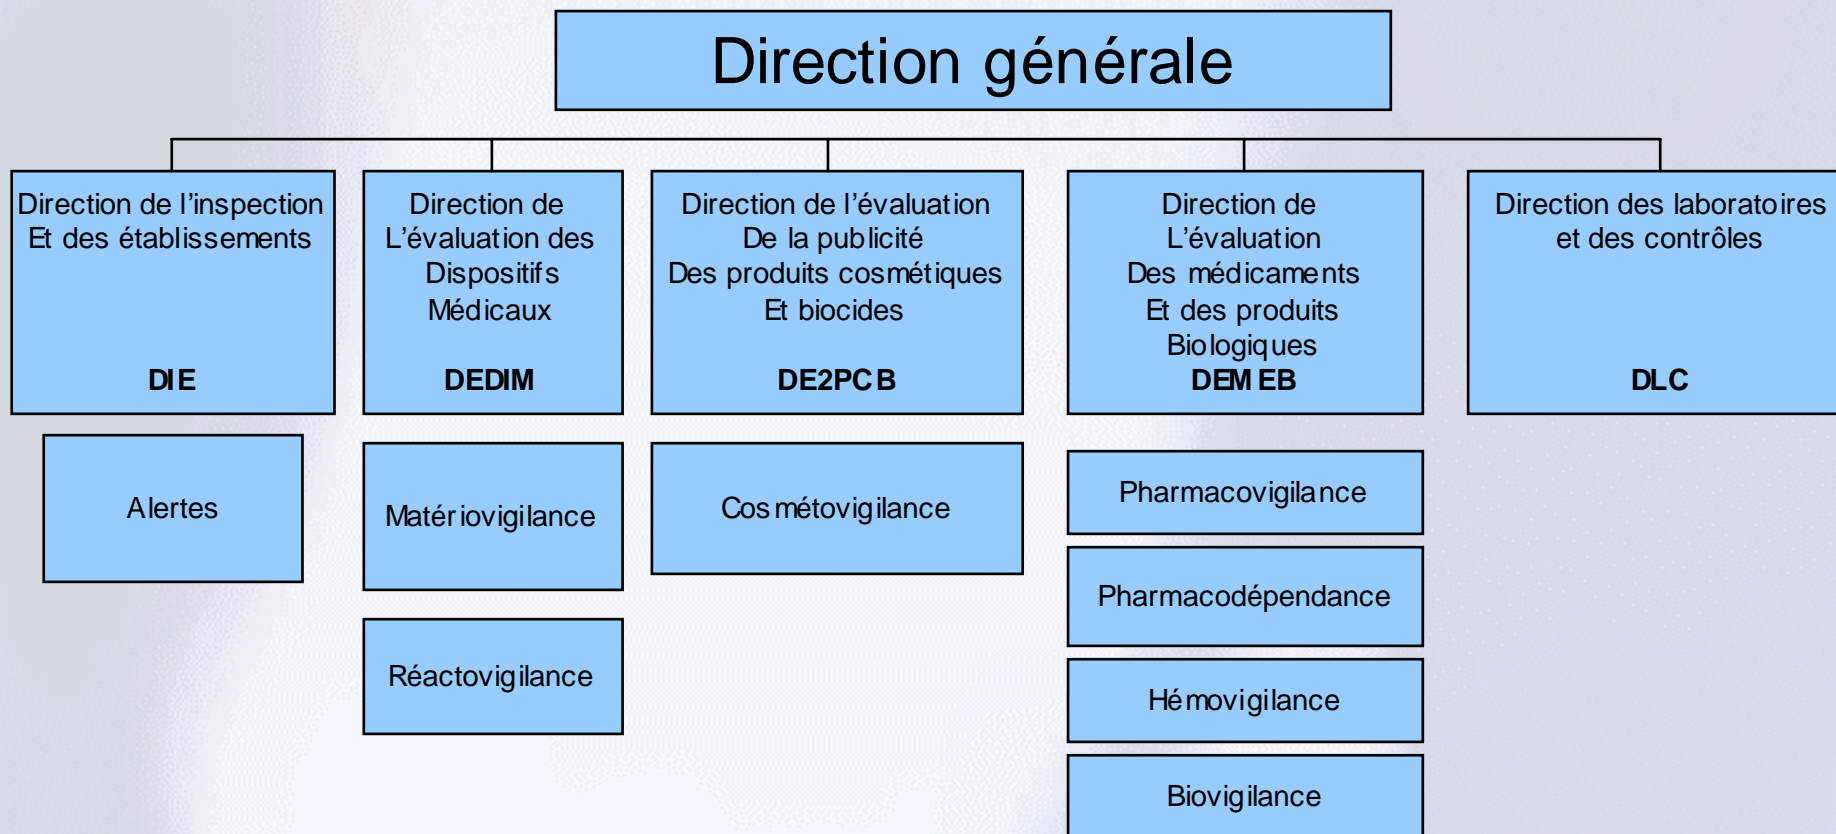 Direction générale
Direction de l'inspection
Et des établissements
DIE
Direction de
L'évaluation des
Dispositifs
Médicaux
DEDIM
Direction de l'évaluation
De la publicité
Des produits cosmétiques
Et biocides
DE2PCB
Direction de
L'évaluation
Des médicaments
Et des produits
Biologiques
DEMEB
Direction des laboratoires
et des contrôles
DLC
Alertes
Matériovigilance
Réactovigilance
Cosmétovigilance
Pharmacovigilance
Pharmacodépendance
Hémovigilance
Biovigilance